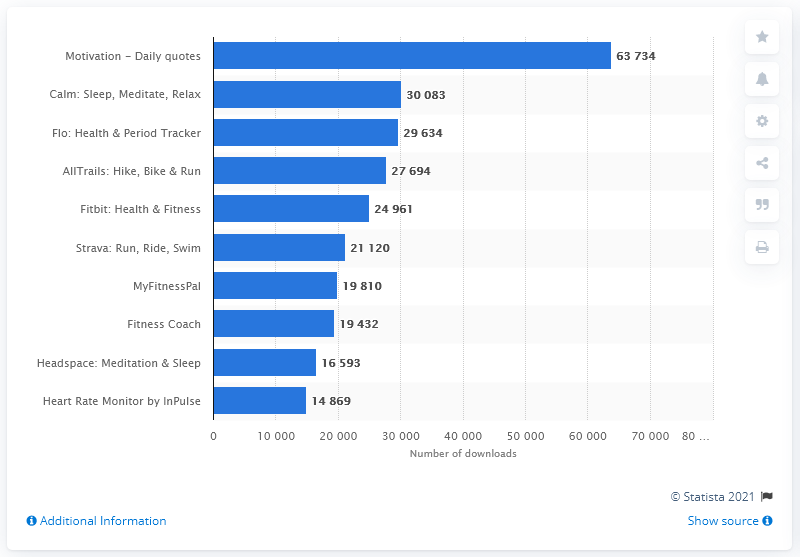 Motivation – Daily quotes 63 734
Calm: Sleep, Meditate, Relax 30 083
Flo: Health & Period Tracker 29 634
AllTrails: Hike, Bike & Run 27 694
Fitbit: Health & Fitness 24 961
Strava: Run, Ride, Swim 21 120
MyFitnessPal 19 810
Fitness Coach 19 432
Headspace: Meditation & Sleep 16 593
Heart Rate Monitor by InPulse 14 869
0 10 000 20 000 30 000 40 000 50 000 60 000 70 000 80 ...
Number of downloads
© Statista 2021
Additional Information Show source